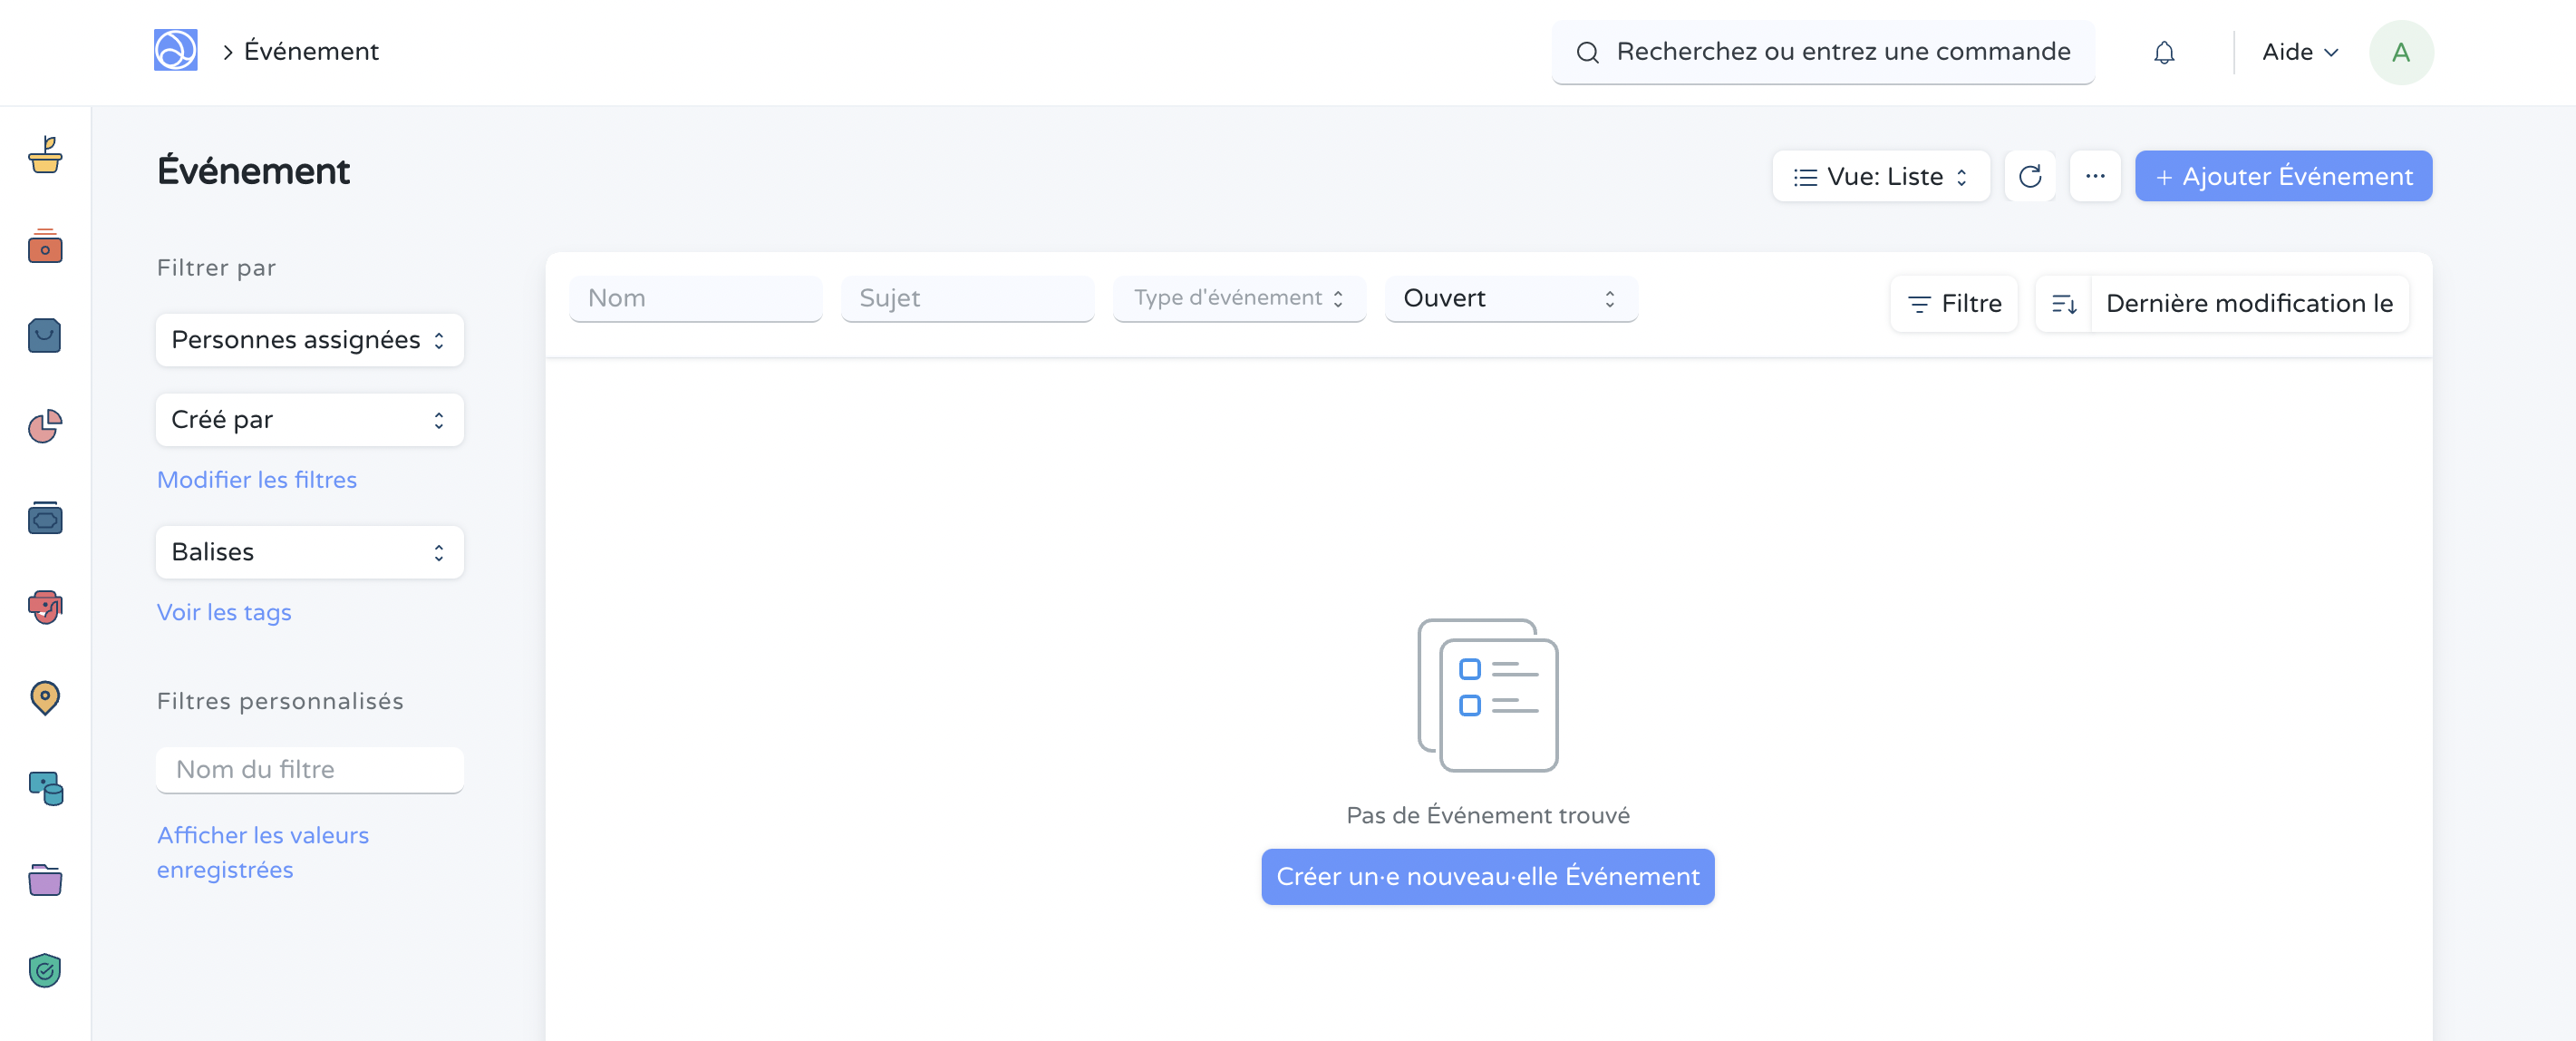 Événement
Recherchez ou entrez une commande
Aide
A
Événement
Vue: Liste
+ Ajouter Événement
Filtrer par
Personnes assignées
Créé par
Modifier les filtres
Balises
Voir les tags
Filtres personnalisés
Nom du filtre
Afficher les valeurs
enregistrées
Nom
Sujet
Type d'événement
Ouvert
Filtre
Dernière modification le
Pas de Événement trouvé
Créer un·e nouveau·elle Événement